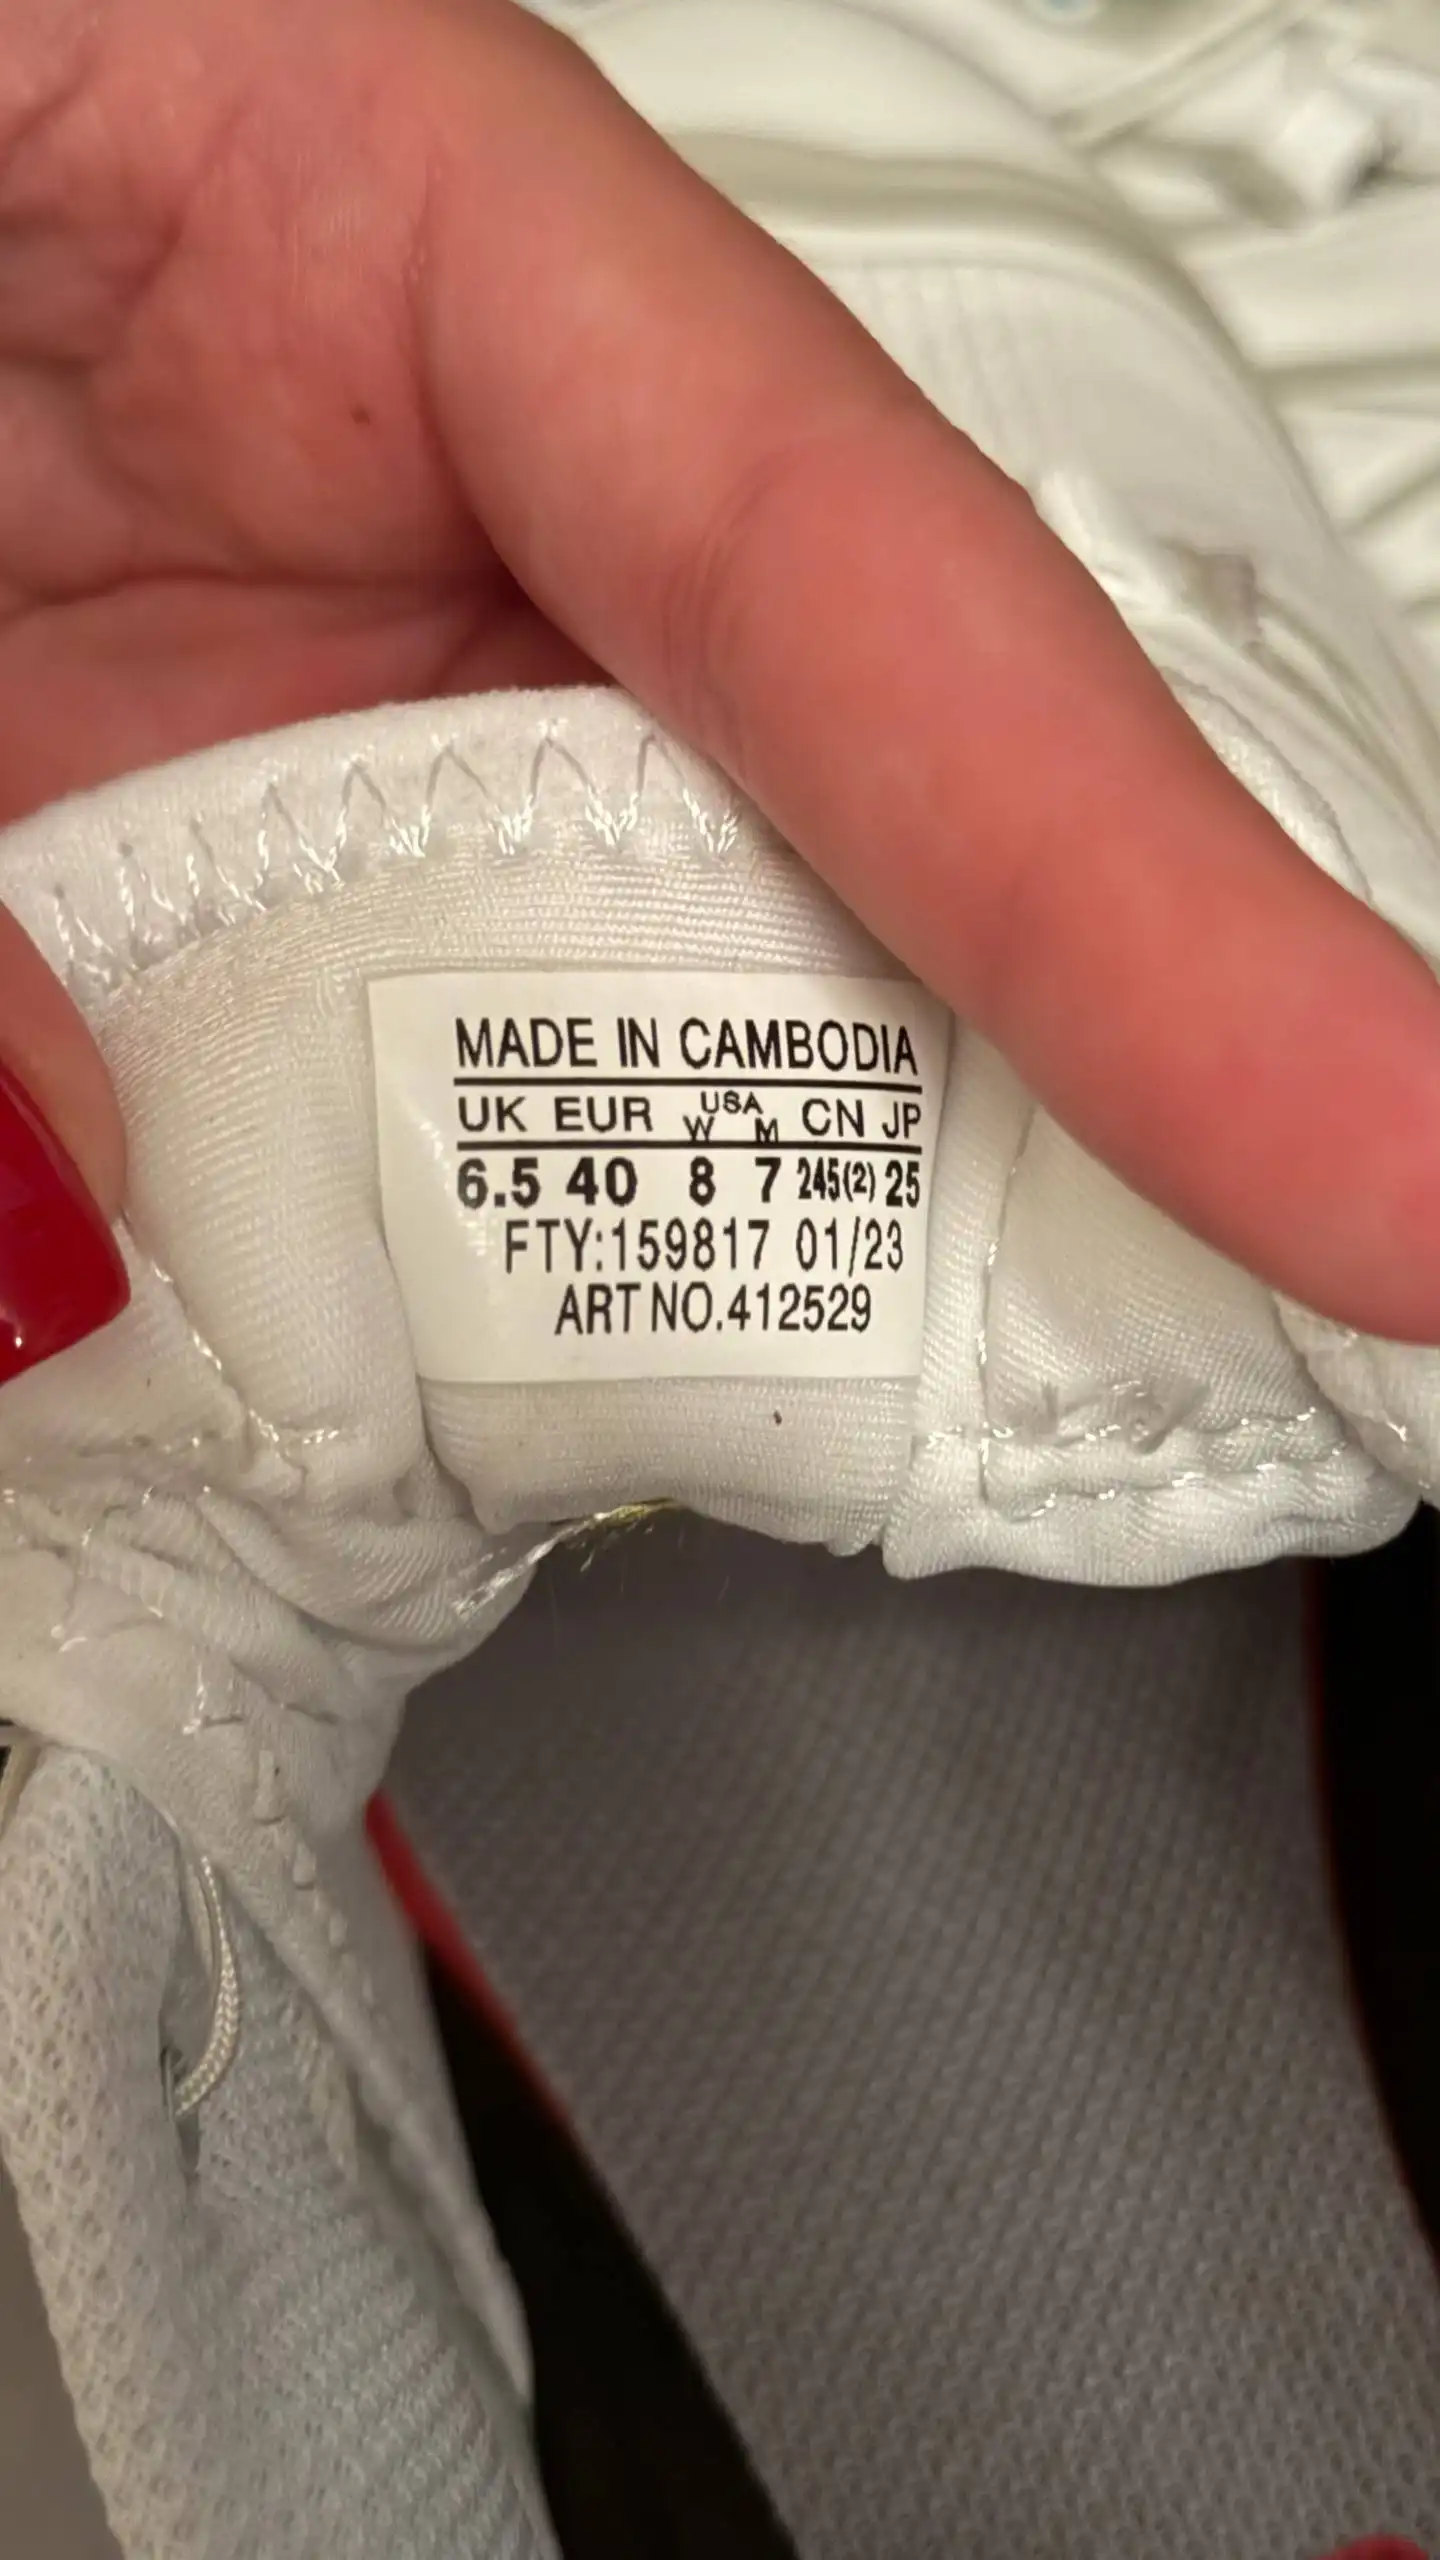 MADE IN CAMBODIA
UK EUR W USA M CN JP
6.5 40 8 7 245(2) 25
FTY:159817 01/23
ART NO.412529